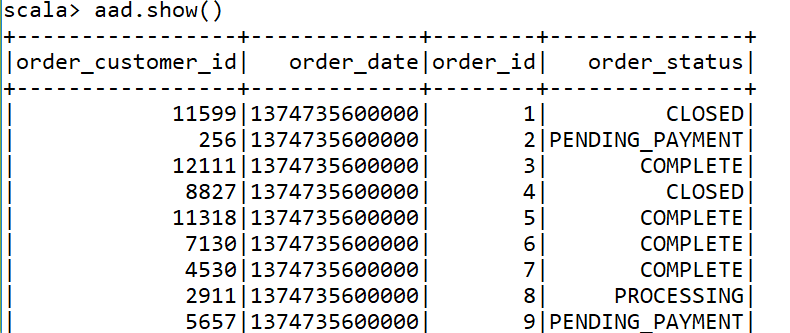 scala> aad.show()
+-----------------+-------------+--------+---------------+
|order_customer_id|   order_date|order_id|   order_status|
+-----------------+-------------+--------+---------------+
|            11599|1374735600000|       1|         CLOSED|
|              256|1374735600000|       2|PENDING_PAYMENT|
|            12111|1374735600000|       3|       COMPLETE|
|             8827|1374735600000|       4|         CLOSED|
|            11318|1374735600000|       5|       COMPLETE|
|             7130|1374735600000|       6|       COMPLETE|
|             4530|1374735600000|       7|       COMPLETE|
|             2911|1374735600000|       8|     PROCESSING|
|             5657|1374735600000|       9|PENDING_PAYMENT|